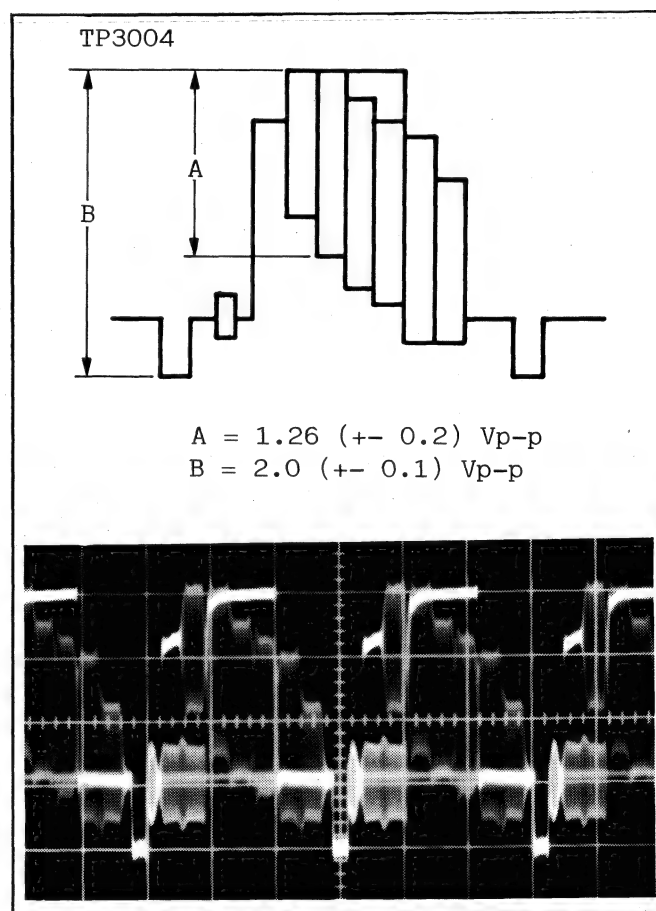 TP3004
A
B
A = 1.26 (+- 0.2) Vp-p
B = 2.0 (+- 0.1) Vp-p